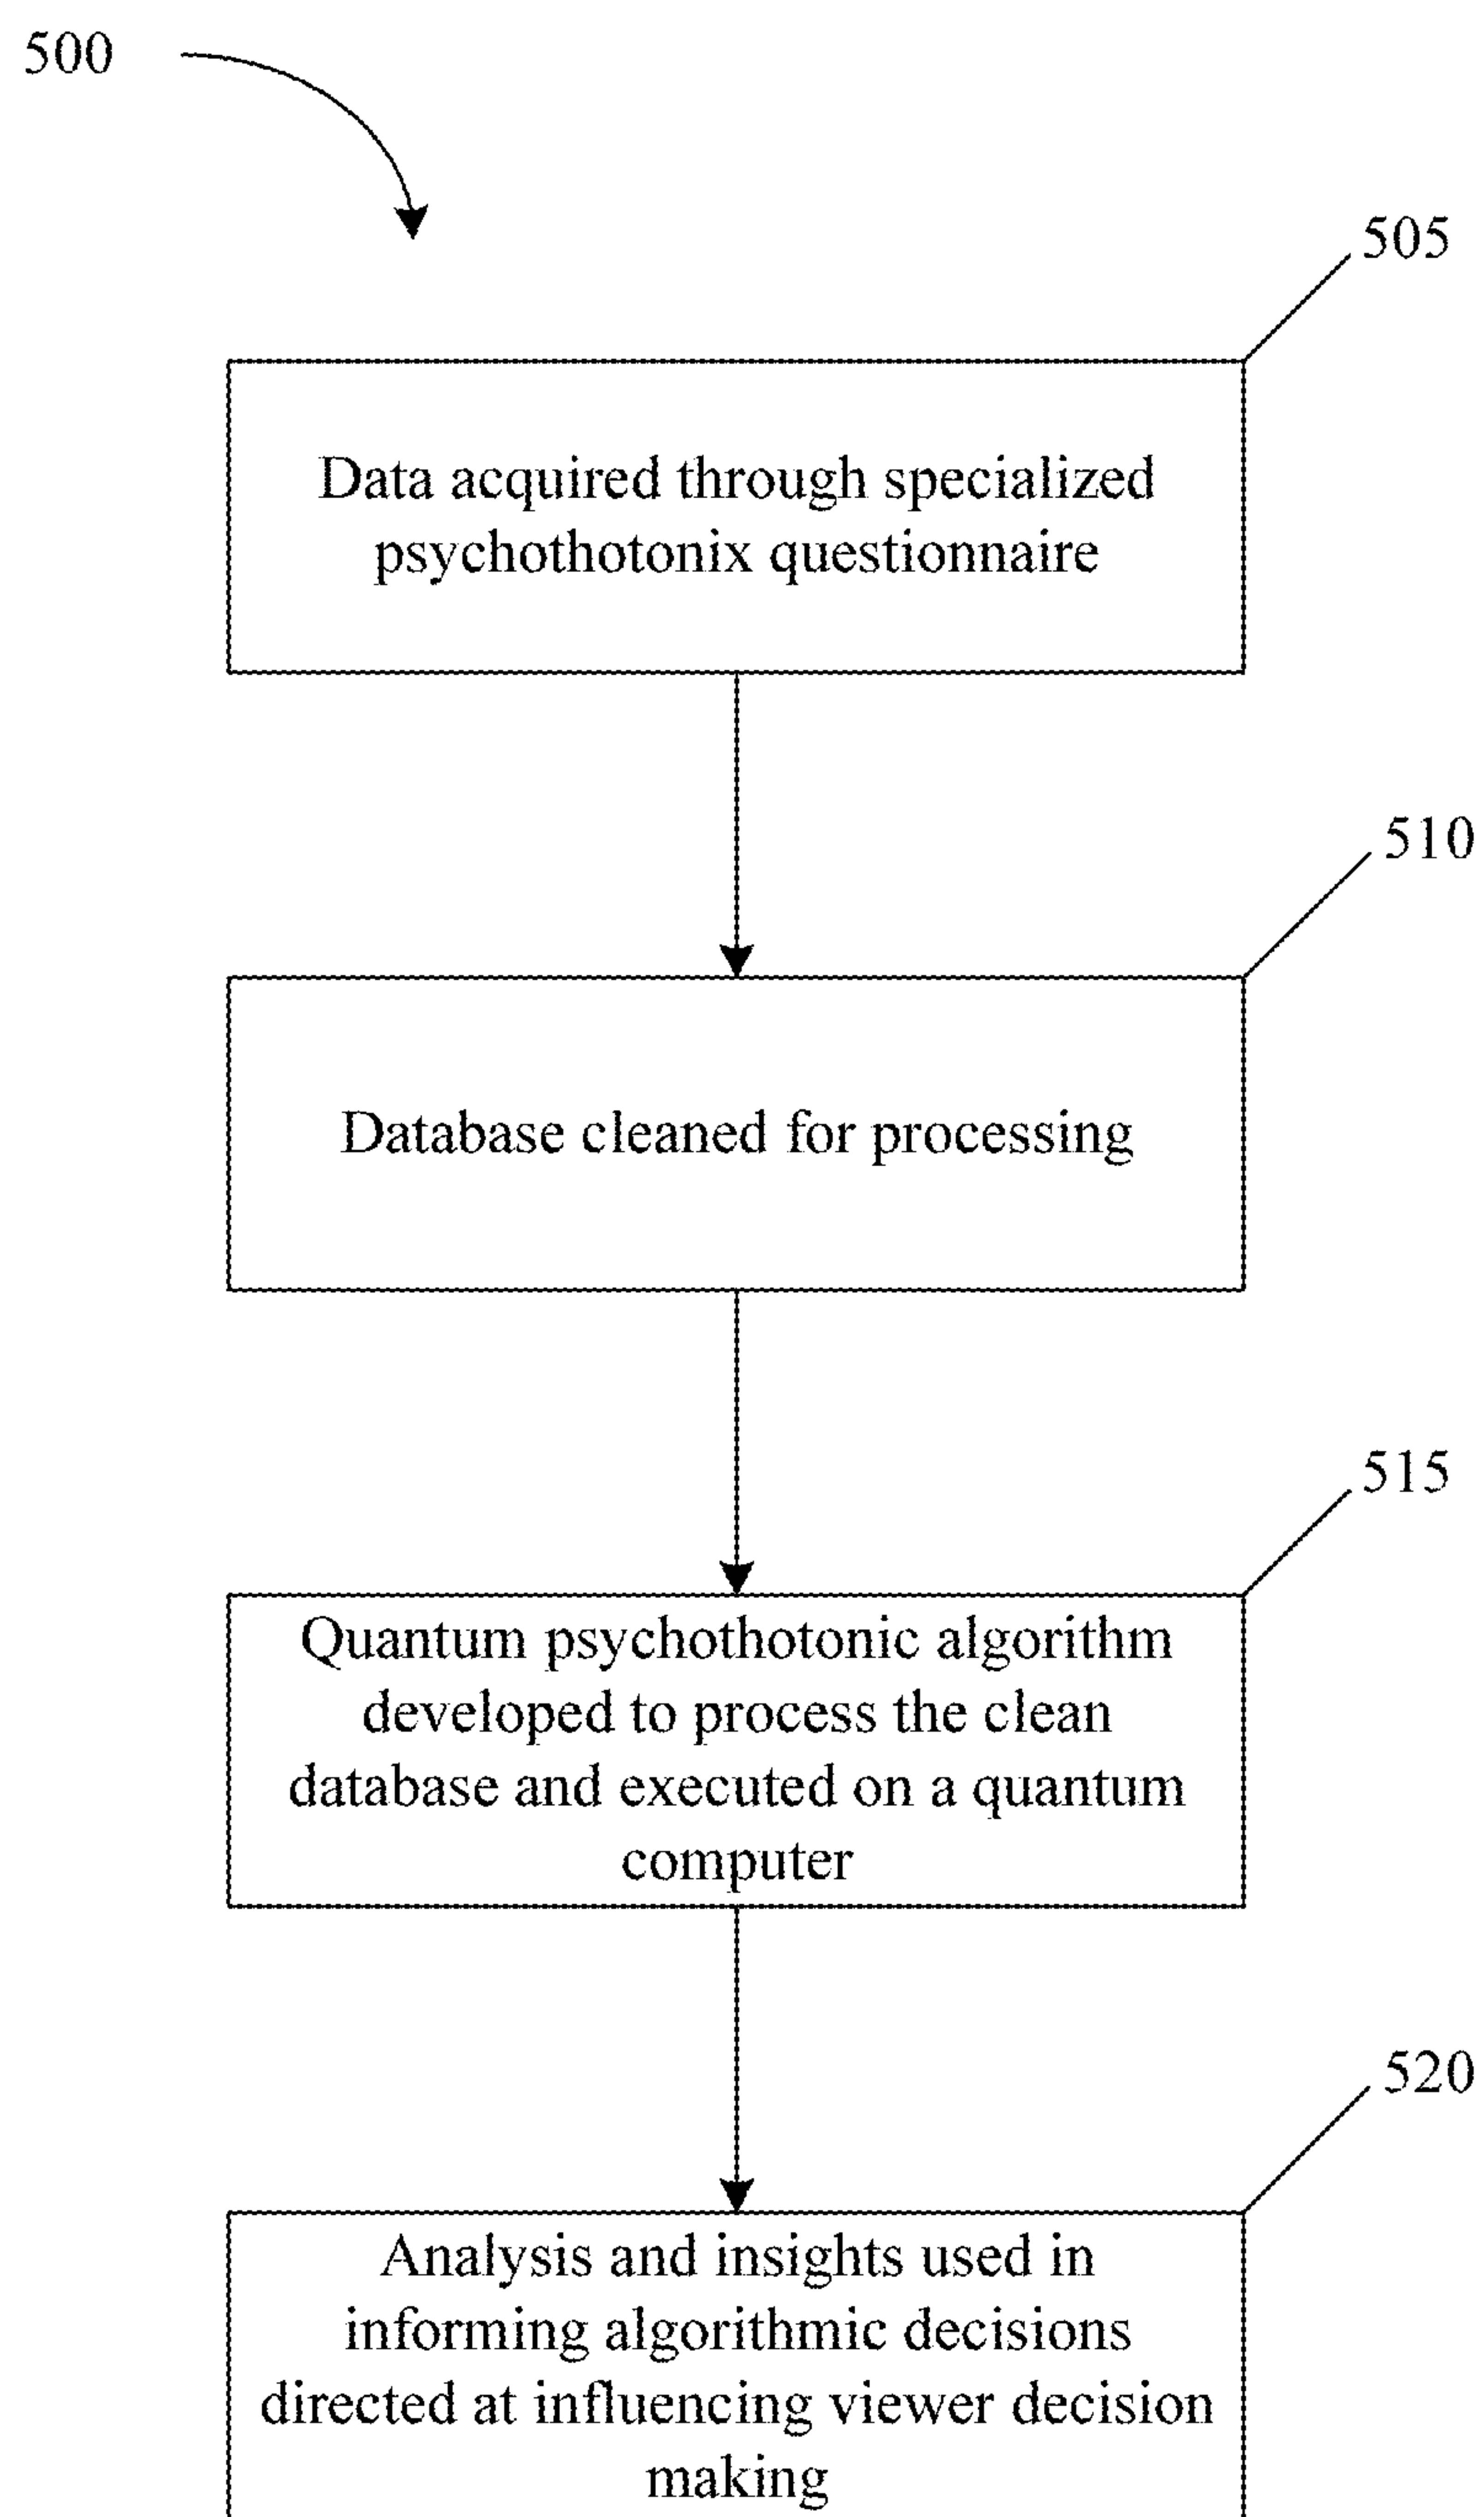 500
505
Data acquired through specialized
psychothotonix questionnaire
510
Database cleaned for processing
515
Quantum psychothotonic algorithm
developed to process the clean
database and executed on a quantum
computer
520
Analysis and insights used in
informing algorithmic decisions
directed at influencing viewer decision
making